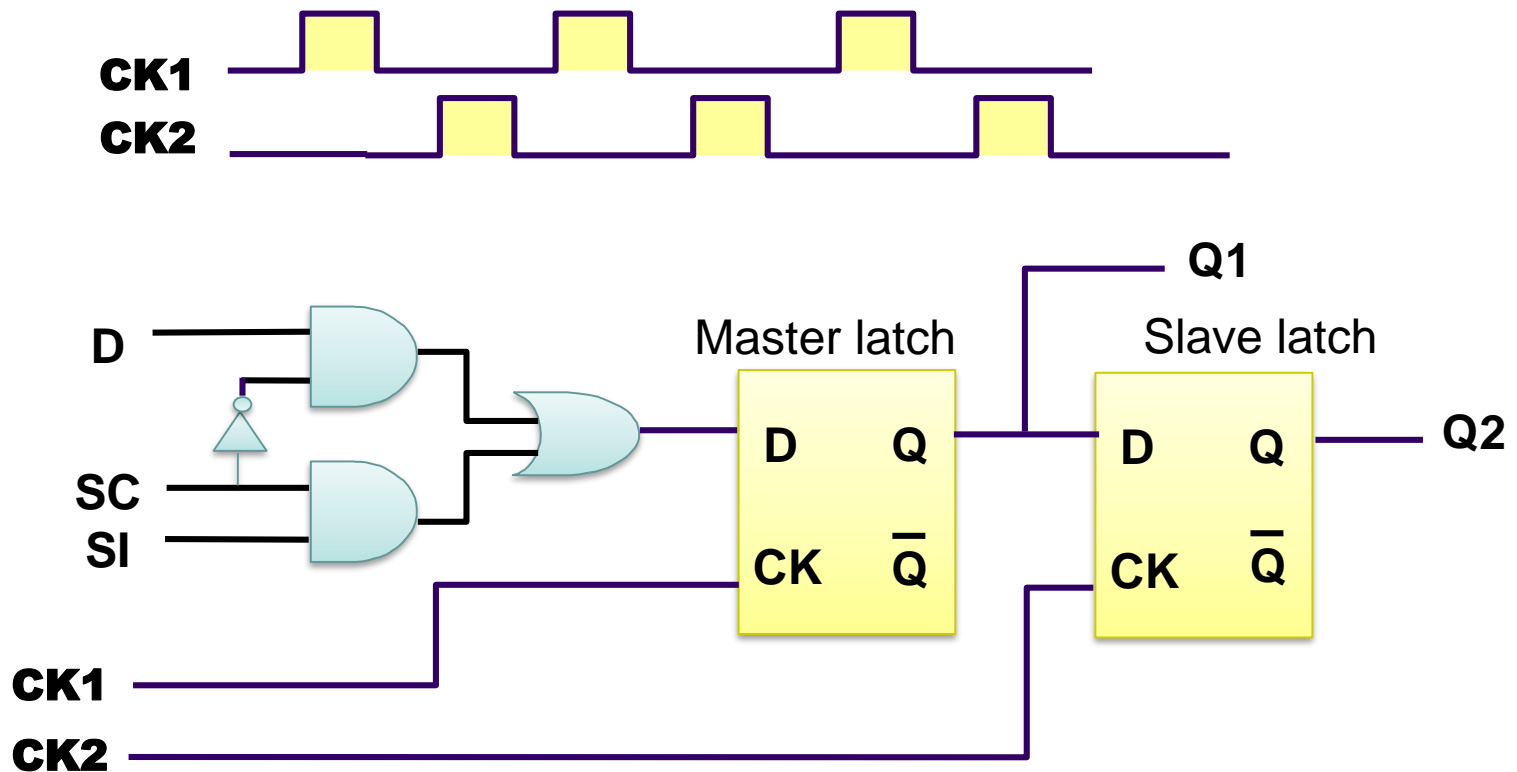 CK1
CK2
Q1
Master latch
Slave latch
D
D Q
D Q
Q2
SC
SI
CK Q̅
CK Q̅
CK1
CK2